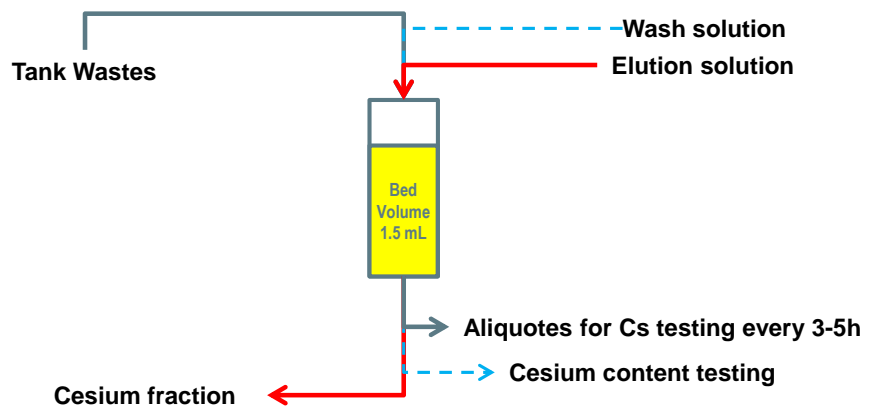 Wash solution
Tank Wastes
Elution solution
Bed
Volume
1.5 mL
Aliquotes for Cs testing every 3-5h
Cesium content testing
Cesium fraction